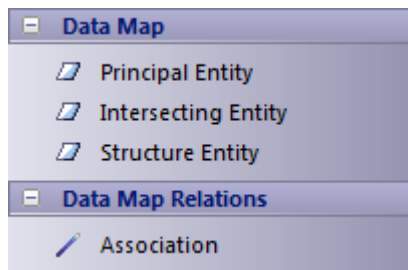 Data Map
Principal Entity
Intersecting Entity
Structure Entity
Data Map Relations
Association